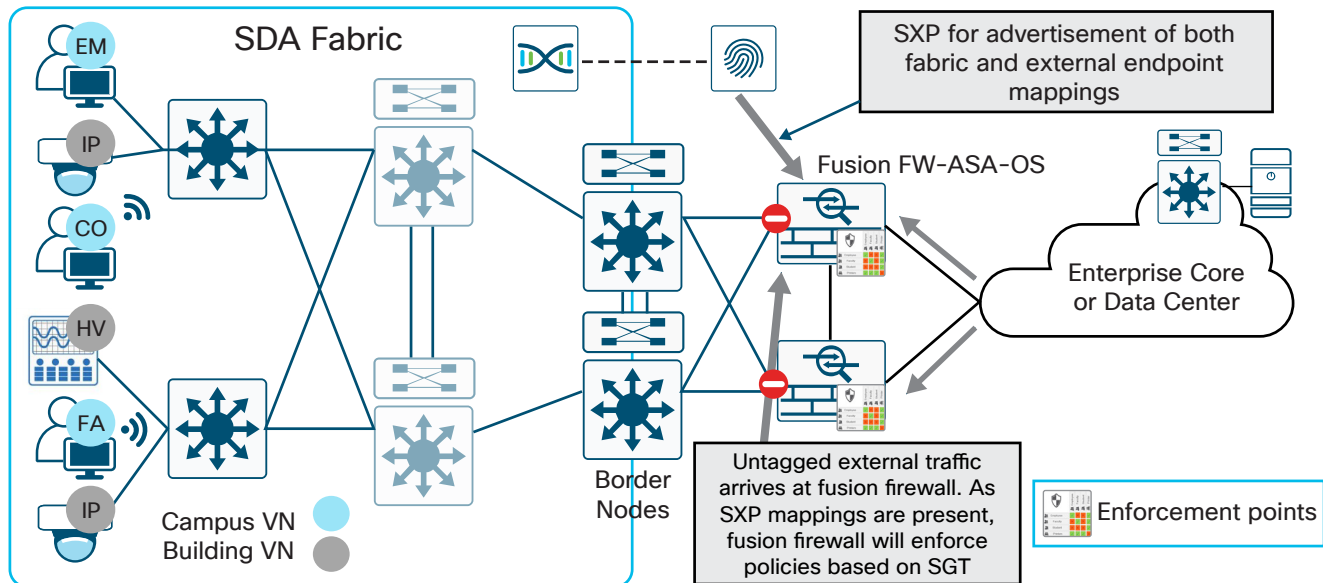 SDA Fabric
EM
IP
CO
HV
FA
IP
Campus VN
Building VN
Border
Nodes
SXP for advertisement of both
fabric and external endpoint
mappings
Fusion FW-ASA-OS
Enterprise Core
or Data Center
Untagged external traffic
arrives at fusion firewall. As
SXP mappings are present,
fusion firewall will enforce
policies based on SGT
Enforcement points